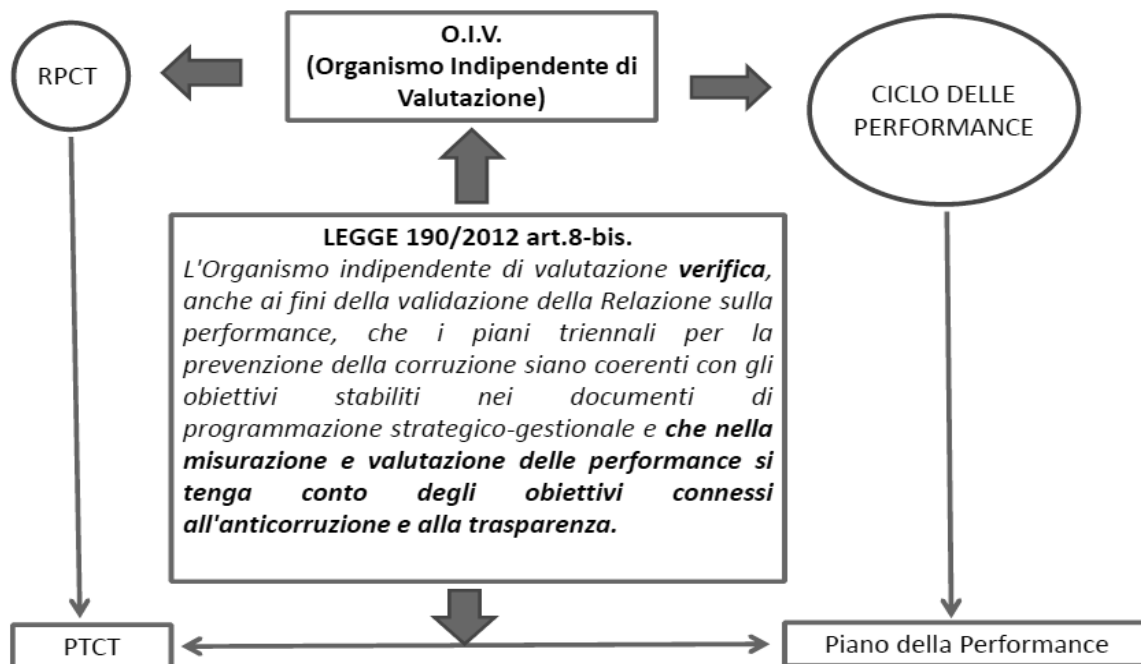 RPCT
O.I.V.
(Organismo Indipendente di
Valutazione)
CICLO DELLE
PERFORMANCE
LEGGE 190/2012 art.8-bis.
L'Organismo indipendente di valutazione verifica,
anche ai fini della validazione della Relazione sulla
performance, che i piani triennali per la
prevenzione della corruzione siano coerenti con gli
obiettivi stabiliti nei documenti di
programmazione strategico-gestionale e che nella
misurazione e valutazione delle performance si
tenga conto degli obiettivi connessi
all'anticorruzione e alla trasparenza.
PTCT
Piano della Performance